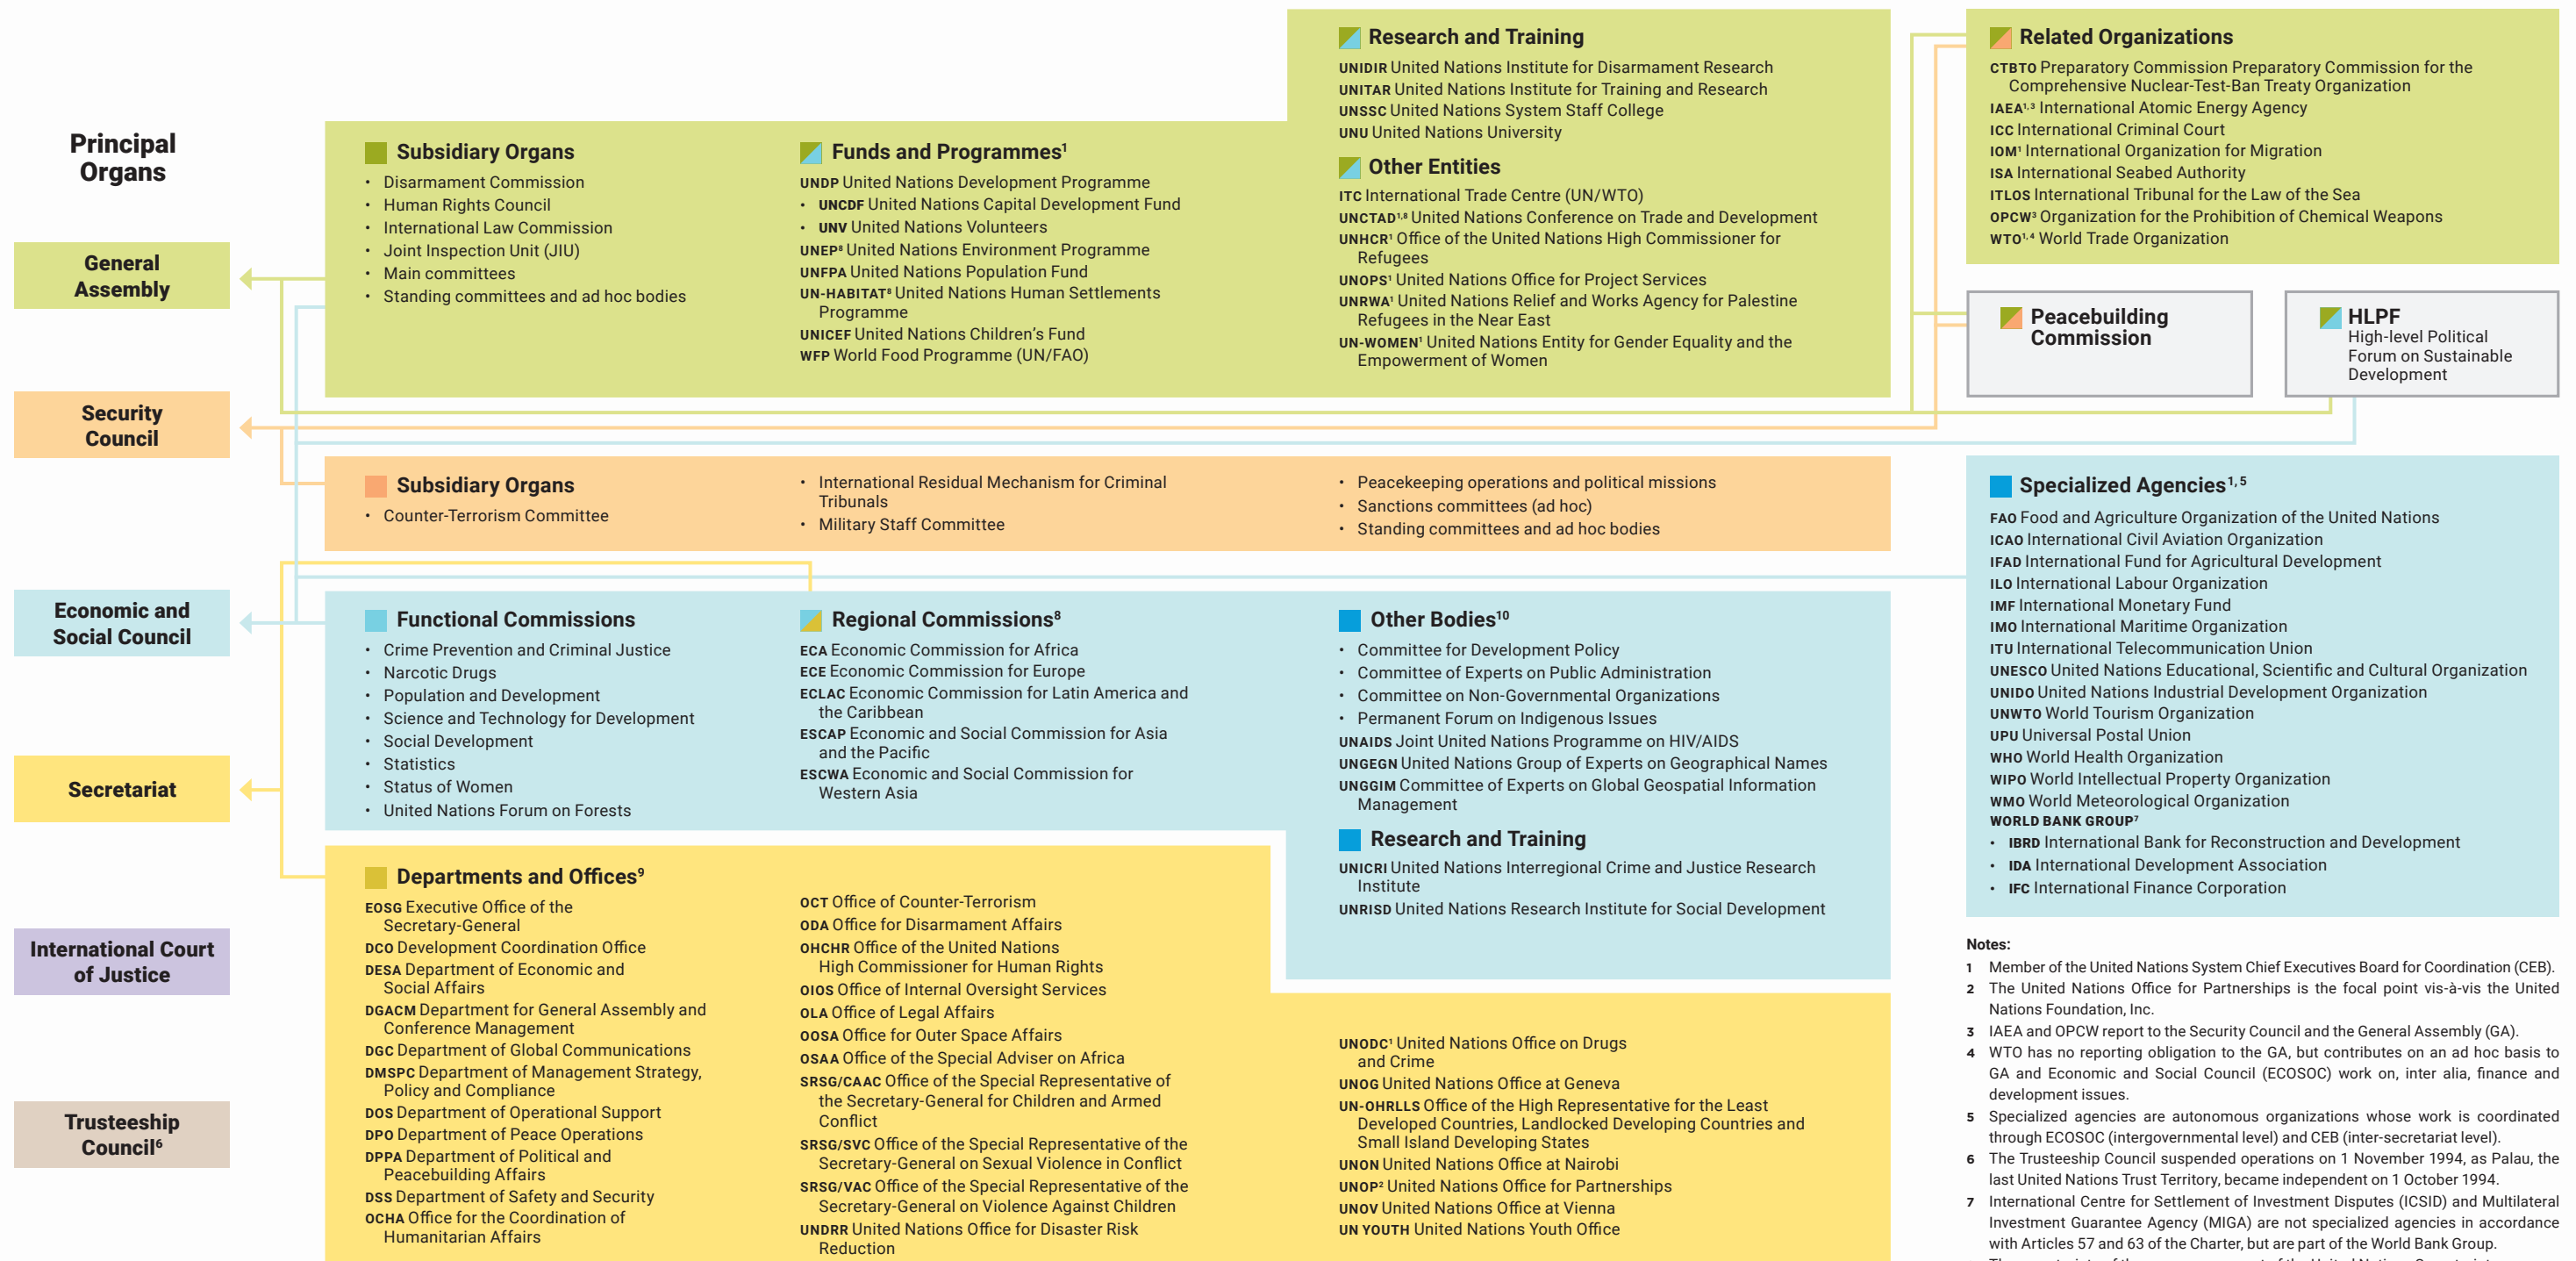 Principal
Organs
General
Assembly
Security
Council
Economic and
Social Council
Secretariat
International Court
of Justice
Trusteeship
Council⁶
Subsidiary Organs
• Disarmament Commission
• Human Rights Council
• International Law Commission
• Joint Inspection Unit (JIU)
• Main committees
• Standing committees and ad hoc bodies
Funds and Programmes¹
UNDP United Nations Development Programme
• UNCDF United Nations Capital Development Fund
• UNV United Nations Volunteers
UNEP⁸ United Nations Environment Programme
UNFPA United Nations Population Fund
UN-HABITAT⁸ United Nations Human Settlements
Programme
UNICEF United Nations Children’s Fund
WFP World Food Programme (UN/FAO)
Research and Training
UNIDIR United Nations Institute for Disarmament Research
UNITAR United Nations Institute for Training and Research
UNSSC United Nations System Staff College
UNU United Nations University
Other Entities
ITC International Trade Centre (UN/WTO)
UNCTAD¹,⁸ United Nations Conference on Trade and Development
UNHCR¹ Office of the United Nations High Commissioner for
Refugees
UNOPS¹ United Nations Office for Project Services
UNRWA¹ United Nations Relief and Works Agency for Palestine
Refugees in the Near East
UN-WOMEN¹ United Nations Entity for Gender Equality and the
Empowerment of Women
Related Organizations
CTBTO Preparatory Commission Preparatory Commission for the
Comprehensive Nuclear-Test-Ban Treaty Organization
IAEA¹,³ International Atomic Energy Agency
ICC International Criminal Court
IOM¹ International Organization for Migration
ISA International Seabed Authority
ITLOS International Tribunal for the Law of the Sea
OPCW³ Organization for the Prohibition of Chemical Weapons
WTO¹,⁴ World Trade Organization
Peacebuilding
Commission
HLPF
High-level Political
Forum on Sustainable
Development
Subsidiary Organs
• Counter-Terrorism Committee
• International Residual Mechanism for Criminal
Tribunals
• Military Staff Committee
• Peacekeeping operations and political missions
• Sanctions committees (ad hoc)
• Standing committees and ad hoc bodies
Functional Commissions
• Crime Prevention and Criminal Justice
• Narcotic Drugs
• Population and Development
• Science and Technology for Development
• Social Development
• Statistics
• Status of Women
• United Nations Forum on Forests
Regional Commissions⁸
ECA Economic Commission for Africa
ECE Economic Commission for Europe
ECLAC Economic Commission for Latin America and
the Caribbean
ESCAP Economic and Social Commission for Asia
and the Pacific
ESCWA Economic and Social Commission for
Western Asia
Other Bodies¹⁰
• Committee for Development Policy
• Committee of Experts on Public Administration
• Committee on Non-Governmental Organizations
• Permanent Forum on Indigenous Issues
UNAIDS Joint United Nations Programme on HIV/AIDS
UNGEGN United Nations Group of Experts on Geographical Names
UNGGIM Committee of Experts on Global Geospatial Information
Management
Research and Training
UNICRI United Nations Interregional Crime and Justice Research
Institute
UNRISD United Nations Research Institute for Social Development
Specialized Agencies¹,⁵
FAO Food and Agriculture Organization of the United Nations
ICAO International Civil Aviation Organization
IFAD International Fund for Agricultural Development
ILO International Labour Organization
IMF International Monetary Fund
IMO International Maritime Organization
ITU International Telecommunication Union
UNESCO United Nations Educational, Scientific and Cultural Organization
UNIDO United Nations Industrial Development Organization
UNWTO World Tourism Organization
UPU Universal Postal Union
WHO World Health Organization
WIPO World Intellectual Property Organization
WMO World Meteorological Organization
WORLD BANK GROUP⁷
• IBRD International Bank for Reconstruction and Development
• IDA International Development Association
• IFC International Finance Corporation
Departments and Offices⁹
EOSG Executive Office of the
Secretary-General
DCO Development Coordination Office
DESA Department of Economic and
Social Affairs
DGACM Department for General Assembly and
Conference Management
DGC Department of Global Communications
DMSPC Department of Management Strategy,
Policy and Compliance
DOS Department of Operational Support
DPO Department of Peace Operations
DPPA Department of Political and
Peacebuilding Affairs
DSS Department of Safety and Security
OCHA Office for the Coordination of
Humanitarian Affairs
OCT Office of Counter-Terrorism
ODA Office for Disarmament Affairs
OHCHR Office of the United Nations
High Commissioner for Human Rights
OIOS Office of Internal Oversight Services
OLA Office of Legal Affairs
OOSA Office for Outer Space Affairs
OSAA Office of the Special Adviser on Africa
SRSG/CAAC Office of the Special Representative of
the Secretary-General for Children and Armed
Conflict
SRSG/SVC Office of the Special Representative of the
Secretary-General on Sexual Violence in Conflict
SRSG/VAC Office of the Special Representative of the
Secretary-General on Violence Against Children
UNDRR United Nations Office for Disaster Risk
Reduction
UNODC¹ United Nations Office on Drugs
and Crime
UNOG United Nations Office at Geneva
UN-OHRLLS Office of the High Representative for the Least
Developed Countries, Landlocked Developing Countries and
Small Island Developing States
UNON United Nations Office at Nairobi
UNOP² United Nations Office for Partnerships
UNOV United Nations Office at Vienna
UN YOUTH United Nations Youth Office
Notes:
1 Member of the United Nations System Chief Executives Board for Coordination (CEB).
2 The United Nations Office for Partnerships is the focal point vis-à-vis the United
Nations Foundation, Inc.
3 IAEA and OPCW report to the Security Council and the General Assembly (GA).
4 WTO has no reporting obligation to the GA, but contributes on an ad hoc basis to
GA and Economic and Social Council (ECOSOC) work on, inter alia, finance and
development issues.
5 Specialized agencies are autonomous organizations whose work is coordinated
through ECOSOC (intergovernmental level) and CEB (inter-secretariat level).
6 The Trusteeship Council suspended operations on 1 November 1994, as Palau, the
last United Nations Trust Territory, became independent on 1 October 1994.
7 International Centre for Settlement of Investment Disputes (ICSID) and Multilateral
Investment Guarantee Agency (MIGA) are not specialized agencies in accordance
with Articles 57 and 63 of the Charter, but are part of the World Bank Group.